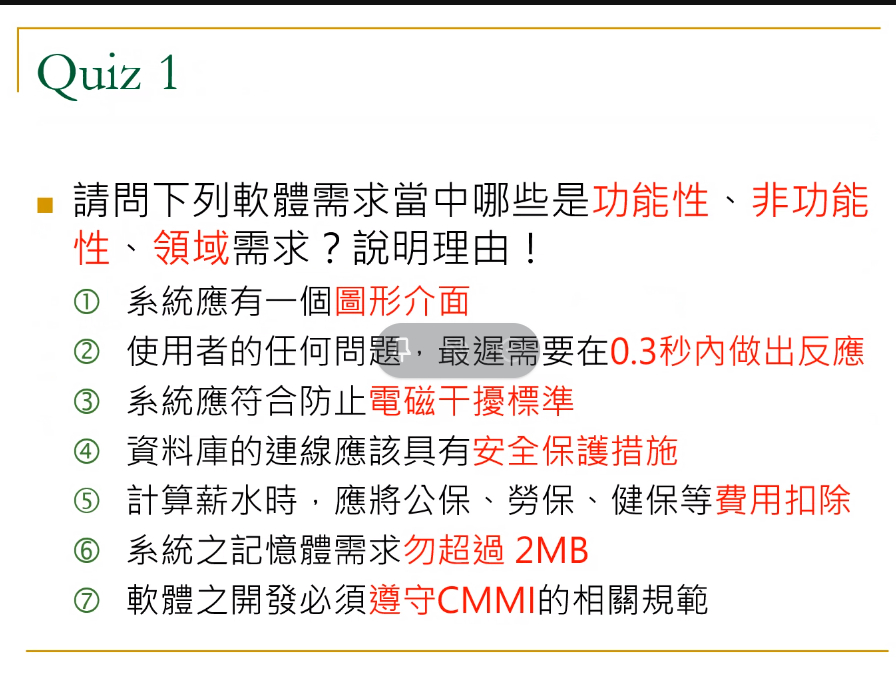 Quiz 1
請問下列軟體需求當中哪些是功能性、非功能
性、領域需求？說明理由！
① 系統應有一個圖形介面
② 使用者的任何問題，最遲需要在0.3秒內做出反應
③ 系統應符合防止電磁干擾標準
④ 資料庫的連線應該具有安全保護措施
⑤ 計算薪水時，應將公保、勞保、健保等費用扣除
⑥ 系統之記憶體需求勿超過 2MB
⑦ 軟體之開發必須遵守CMMI的相關規範